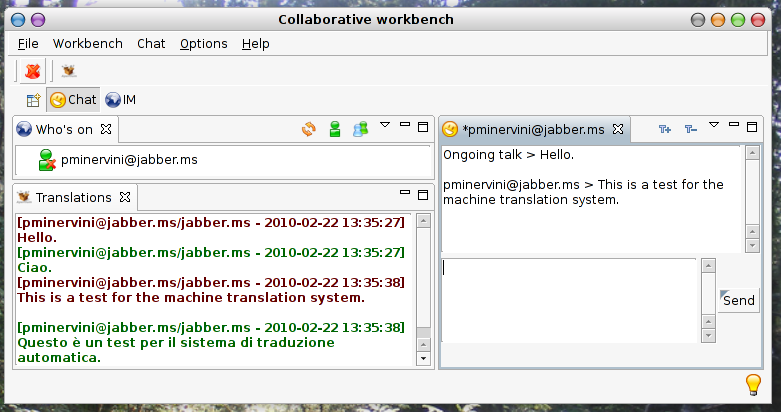 Collaborative workbench
File Workbench Chat Options Help
Chat IM
Who's on
pminervini@jabber.ms
Translations
[pminervini@jabber.ms/jabber.ms - 2010-02-22 13:35:27]
Hello.
[pminervini@jabber.ms/jabber.ms - 2010-02-22 13:35:27]
Ciao.
[pminervini@jabber.ms/jabber.ms - 2010-02-22 13:35:38]
This is a test for the machine translation system.
[pminervini@jabber.ms/jabber.ms - 2010-02-22 13:35:38]
Questo è un test per il sistema di traduzione
automatica.
*pminervini@jabber.ms
T+ T-
Ongoing talk > Hello.
pminervini@jabber.ms > This is a test for the
machine translation system.
Send